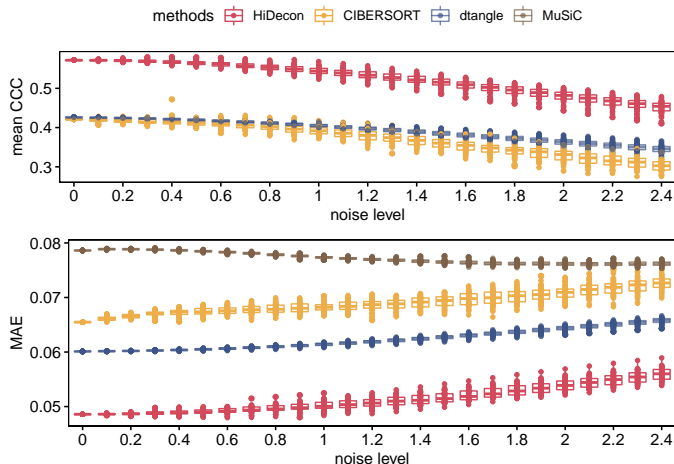 methods HiDecon CIBERSORT dtangle MuSiC
mean CCC
0.5
0.4
0.3
0 0.2 0.4 0.6 0.8 1 1.2 1.4 1.6 1.8 2 2.2 2.4
noise level
MAE
0.08
0.07
0.06
0.05
0 0.2 0.4 0.6 0.8 1 1.2 1.4 1.6 1.8 2 2.2 2.4
noise level